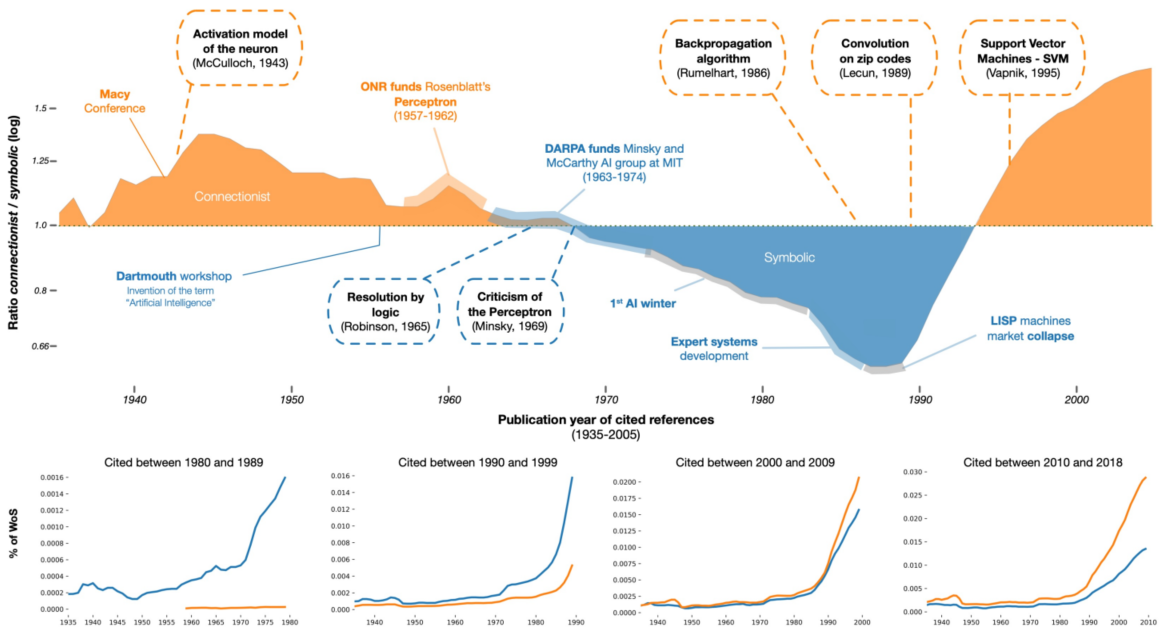 Activation model
of the neuron
(McCulloch, 1943)
Backpropagation
algorithm
(Rumelhart, 1986)
Convolution
on zip codes
(Lecun, 1989)
Support Vector
Machines - SVM
(Vapnik, 1995)
Macy
Conference
ONR funds Rosenblatt's
Perceptron
(1957-1962)
DARPA funds Minsky and
McCarthy AI group at MIT
(1963-1974)
Ratio connectionist / symbolic (log)
1.5
1.25
1.0
0.8
0.66
Connectionist
Symbolic
Dartmouth workshop
Invention of the term
"Artificial Intelligence"
Resolution by
logic
(Robinson, 1965)
Criticism of
the Perceptron
(Minsky, 1969)
1st AI winter
Expert systems
development
LISP machines
market collapse
1940 1950 1960 1970 1980 1990 2000
Publication year of cited references
(1935-2005)
% of WoS
Cited between 1980 and 1989
0.0016
0.0014
0.0012
0.0010
0.0008
0.0006
0.0004
0.0002
0.0000
1935 1940 1945 1950 1955 1960 1965 1970 1975 1980
Cited between 1990 and 1999
0.016
0.014
0.012
0.010
0.008
0.006
0.004
0.002
0.000
1940 1950 1960 1970 1980 1990
Cited between 2000 and 2009
0.0200
0.0175
0.0150
0.0125
0.0100
0.0075
0.0050
0.0025
0.0000
1940 1950 1960 1970 1980 1990 2000
Cited between 2010 and 2018
0.030
0.025
0.020
0.015
0.010
0.005
0.000
1940 1950 1960 1970 1980 1990 2000 2010